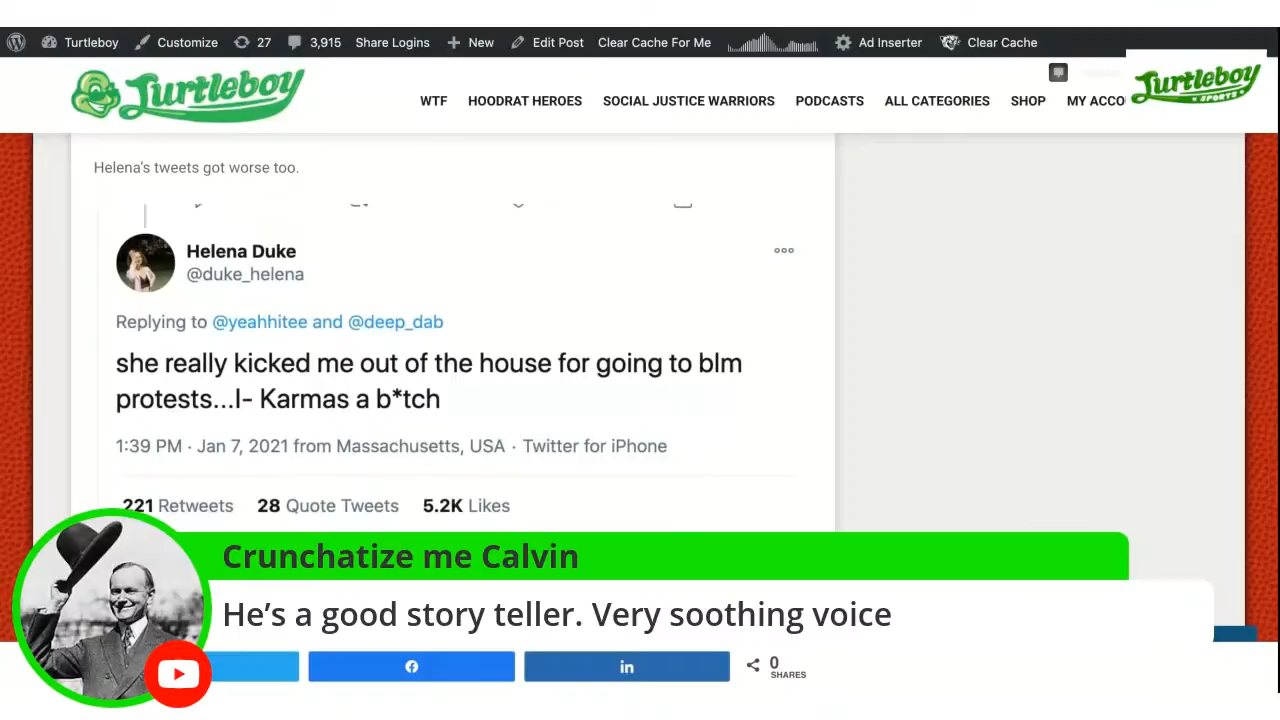 Turtleboy Customize 27 3,915 Share Logins New Edit Post Clear Cache For Me Ad Inserter Clear Cache
Turtleboy
WTF HOODRAT HEROES SOCIAL JUSTICE WARRIORS PODCASTS ALL CATEGORIES SHOP MY ACCO
Turtleboy
SPORTS
Helena's tweets got worse too.
Helena Duke
@duke_helena
Replying to @yeahhitee and @deep_dab
she really kicked me out of the house for going to blm
protests...I- Karmas a b*tch
1:39 PM · Jan 7, 2021 from Massachusetts, USA · Twitter for iPhone
221 Retweets 28 Quote Tweets 5.2K Likes
Crunchatize me Calvin
He's a good story teller. Very soothing voice
0
SHARES